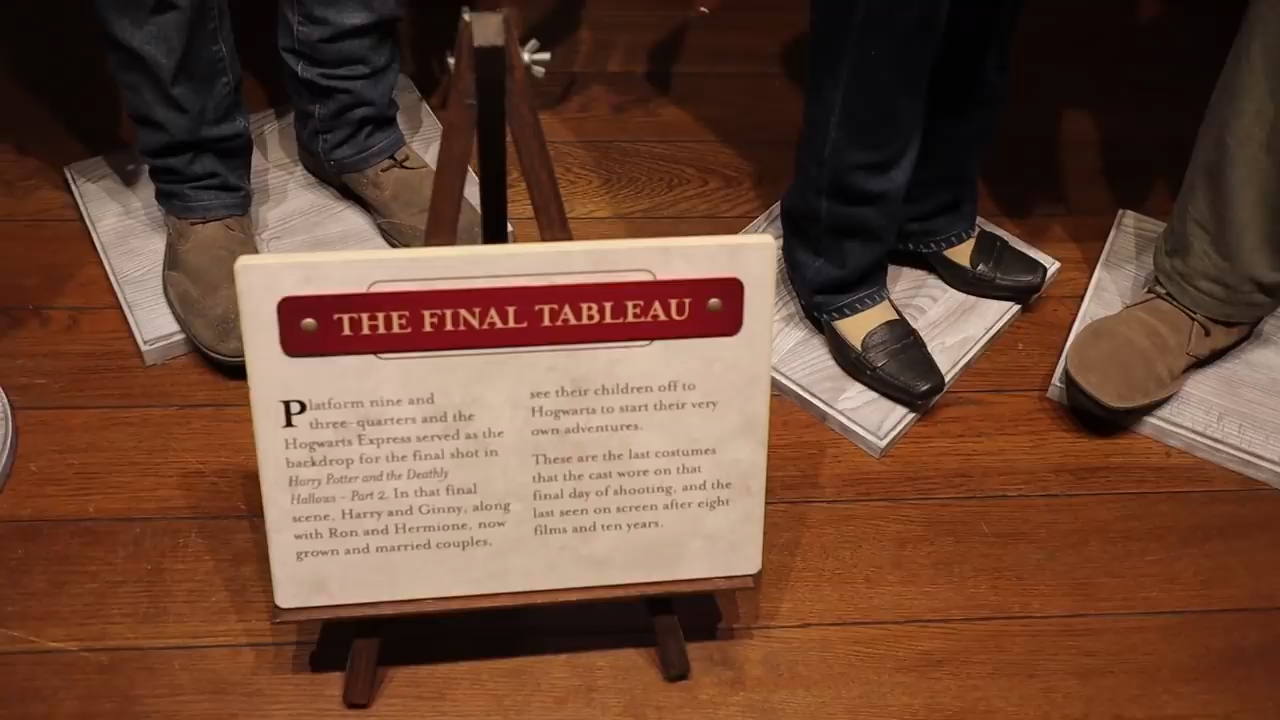 THE FINAL TABLEAU
Platform nine and
three-quarters and the
Hogwarts Express served as the
backdrop for the final shot in
Harry Potter and the Deathly
Hallows - Part 2. In that final
scene, Harry and Ginny, along
with Ron and Hermione, now
grown and married couples,
see their children off to
Hogwarts to start their very
own adventures.
These are the last costumes
that the cast wore on that
final day of shooting, and the
last seen on screen after eight
films and ten years.